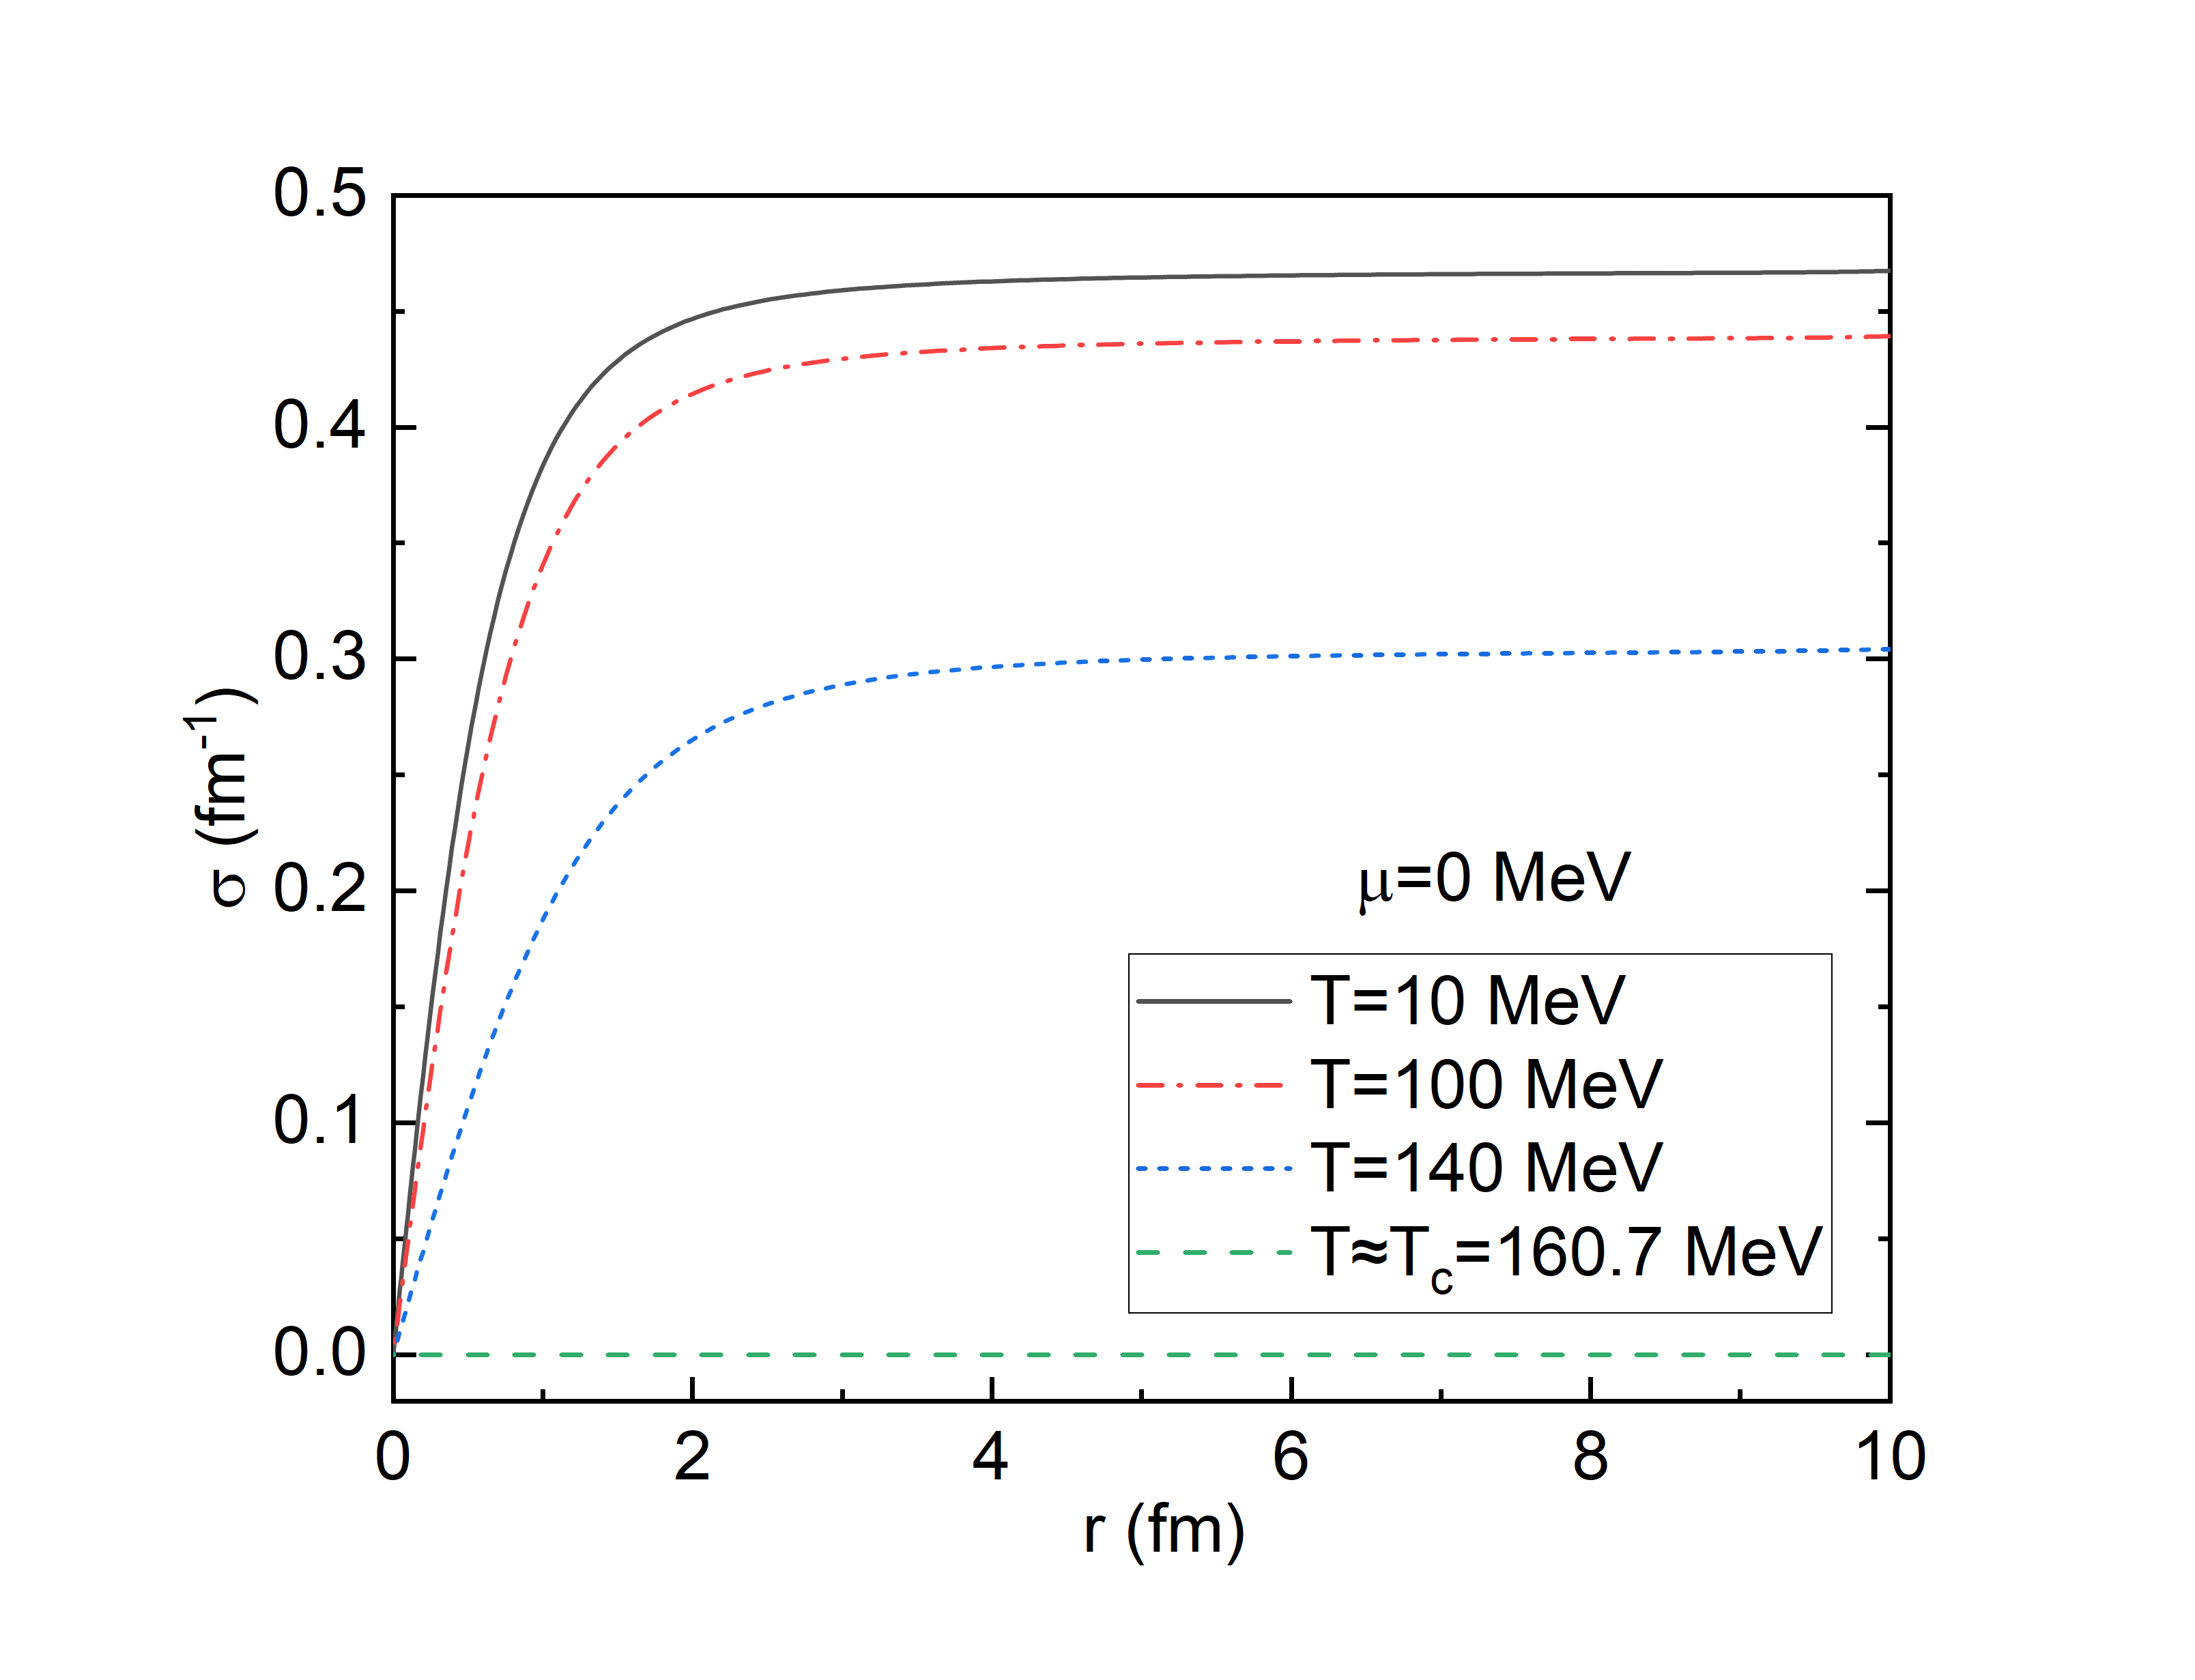 0.5
0.4
0.3
0.2
0.1
0.0
σ (fm⁻¹)
μ=0 MeV
T=10 MeV
T=100 MeV
T=140 MeV
T≈T_c=160.7 MeV
0 2 4 6 8 10
r (fm)